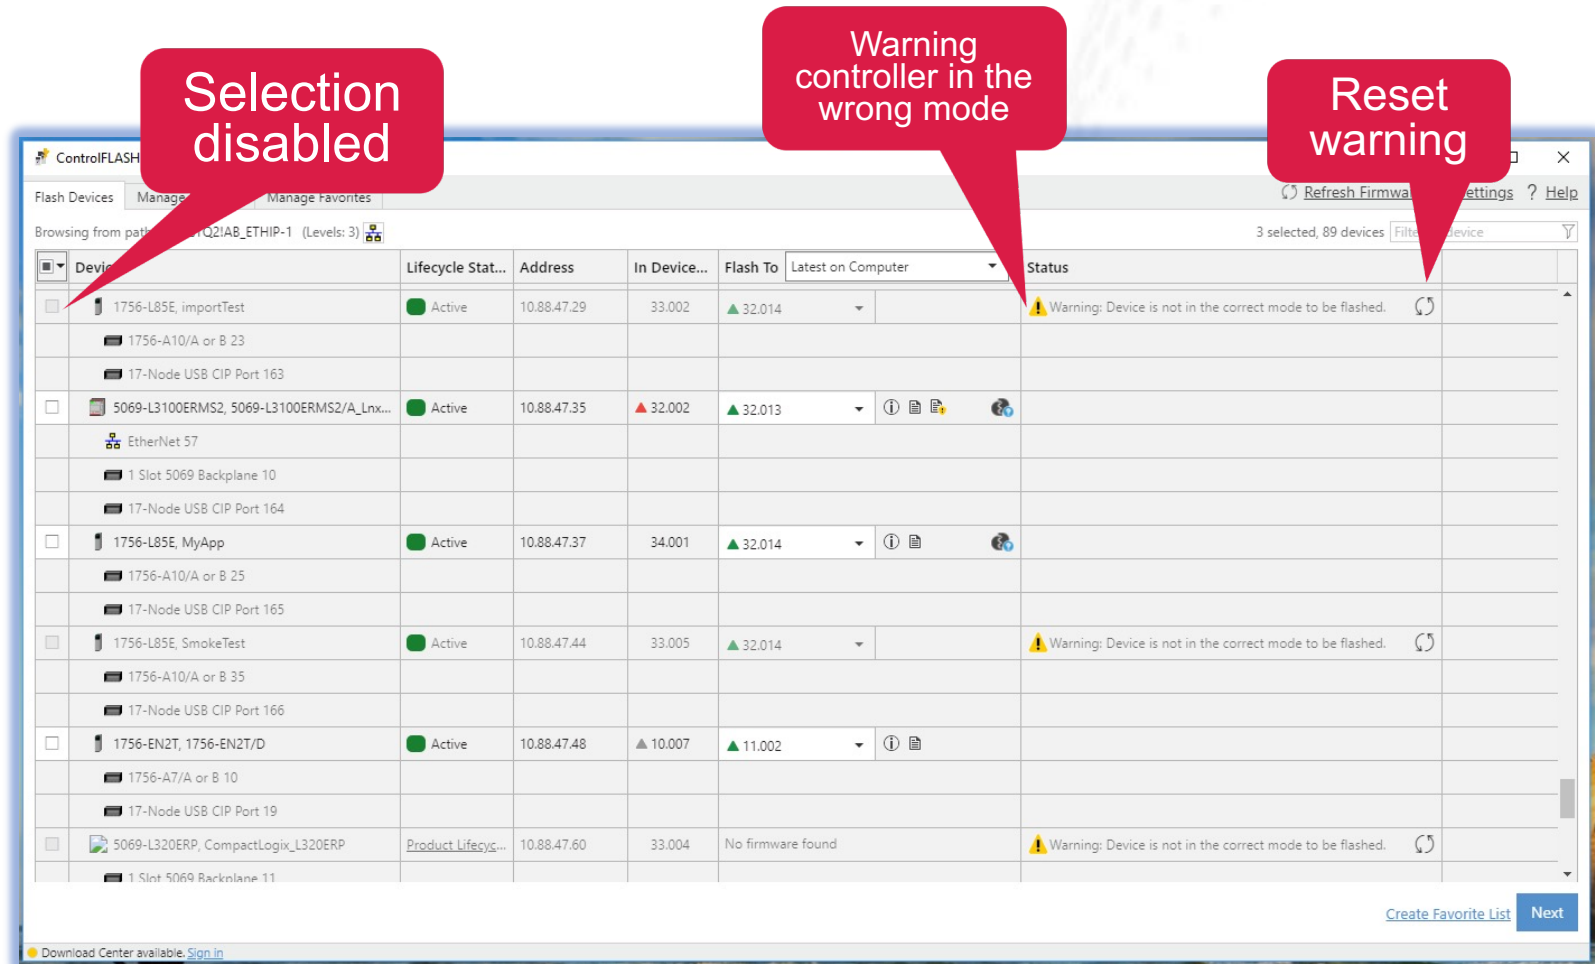 Selection
disabled
Warning
controller in the
wrong mode
Reset
warning
ControlFLASH
Flash Devices Manage Manage Favorites Refresh Firmwa ettings ? Help
Browsing from pat Q2!AB_ETHIP-1 (Levels: 3) 3 selected, 89 devices Filte device
Devic Lifecycle Stat... Address In Device... Flash To Latest on Computer Status
1756-L85E, importTest Active 10.88.47.29 33.002 32.014 Warning: Device is not in the correct mode to be flashed.
1756-A10/A or B 23
17-Node USB CIP Port 163
5069-L3100ERMS2, 5069-L3100ERMS2/A_Lnx... Active 10.88.47.35 32.002 32.013
EtherNet 57
1 Slot 5069 Backplane 10
17-Node USB CIP Port 164
1756-L85E, MyApp Active 10.88.47.37 34.001 32.014
1756-A10/A or B 25
17-Node USB CIP Port 165
1756-L85E, SmokeTest Active 10.88.47.44 33.005 32.014 Warning: Device is not in the correct mode to be flashed.
1756-A10/A or B 35
17-Node USB CIP Port 166
1756-EN2T, 1756-EN2T/D Active 10.88.47.48 10.007 11.002
1756-A7/A or B 10
17-Node USB CIP Port 19
5069-L320ERP, CompactLogix_L320ERP Product Lifecyc... 10.88.47.60 33.004 No firmware found Warning: Device is not in the correct mode to be flashed.
1 Slot 5069 Backplane 11
Create Favorite List Next
Download Center available. Sign in